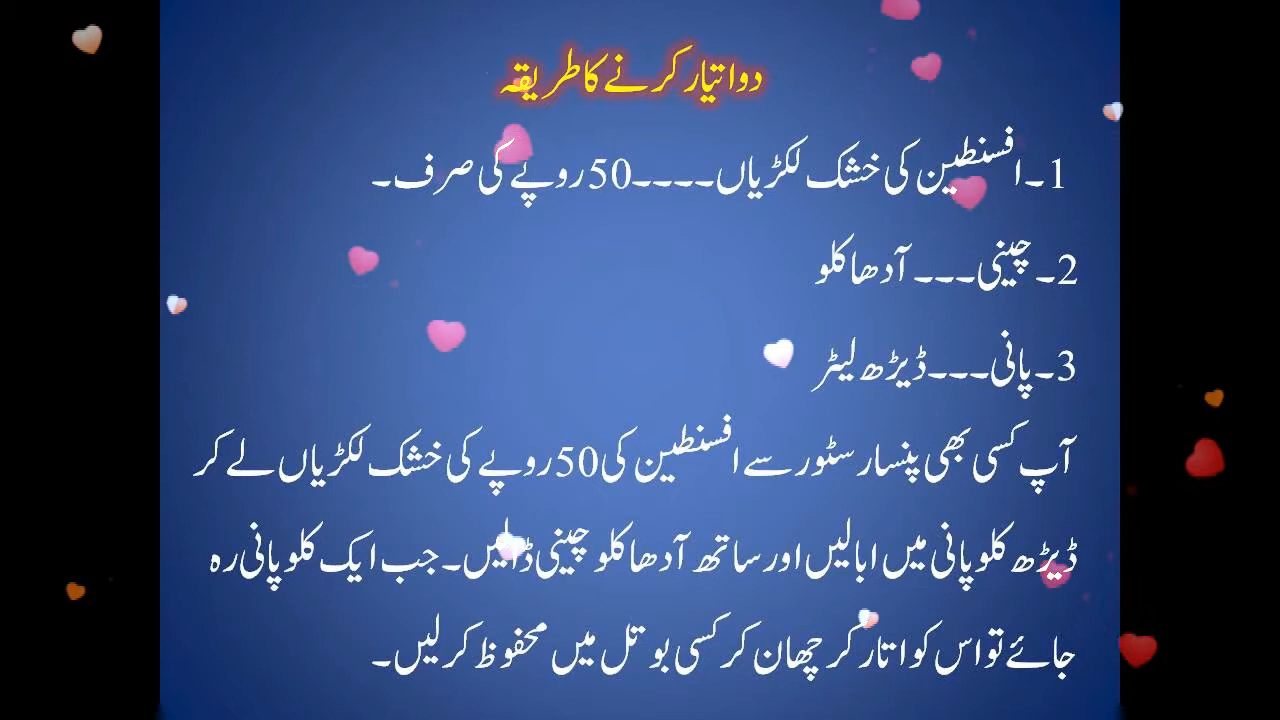 دوا تیار کرنے کا طریقہ
1۔ افسنطین کی خشک لکڑیاں۔۔۔۔50 روپے کی صرف۔
2۔ چینی۔۔۔ آدھا کلو
3۔ پانی۔۔۔ ڈیڑھ لیٹر
آپ کسی بھی پنسار سٹور سے افسنطین کی 50 روپے کی خشک لکڑیاں لے کر
ڈیڑھ کلو پانی میں ابالیں اور ساتھ آدھا کلو چینی ڈالیں۔ جب ایک کلو پانی رہ
جائے تو اس کو اتار کر چھان کر کسی بوتل میں محفوظ کر لیں۔